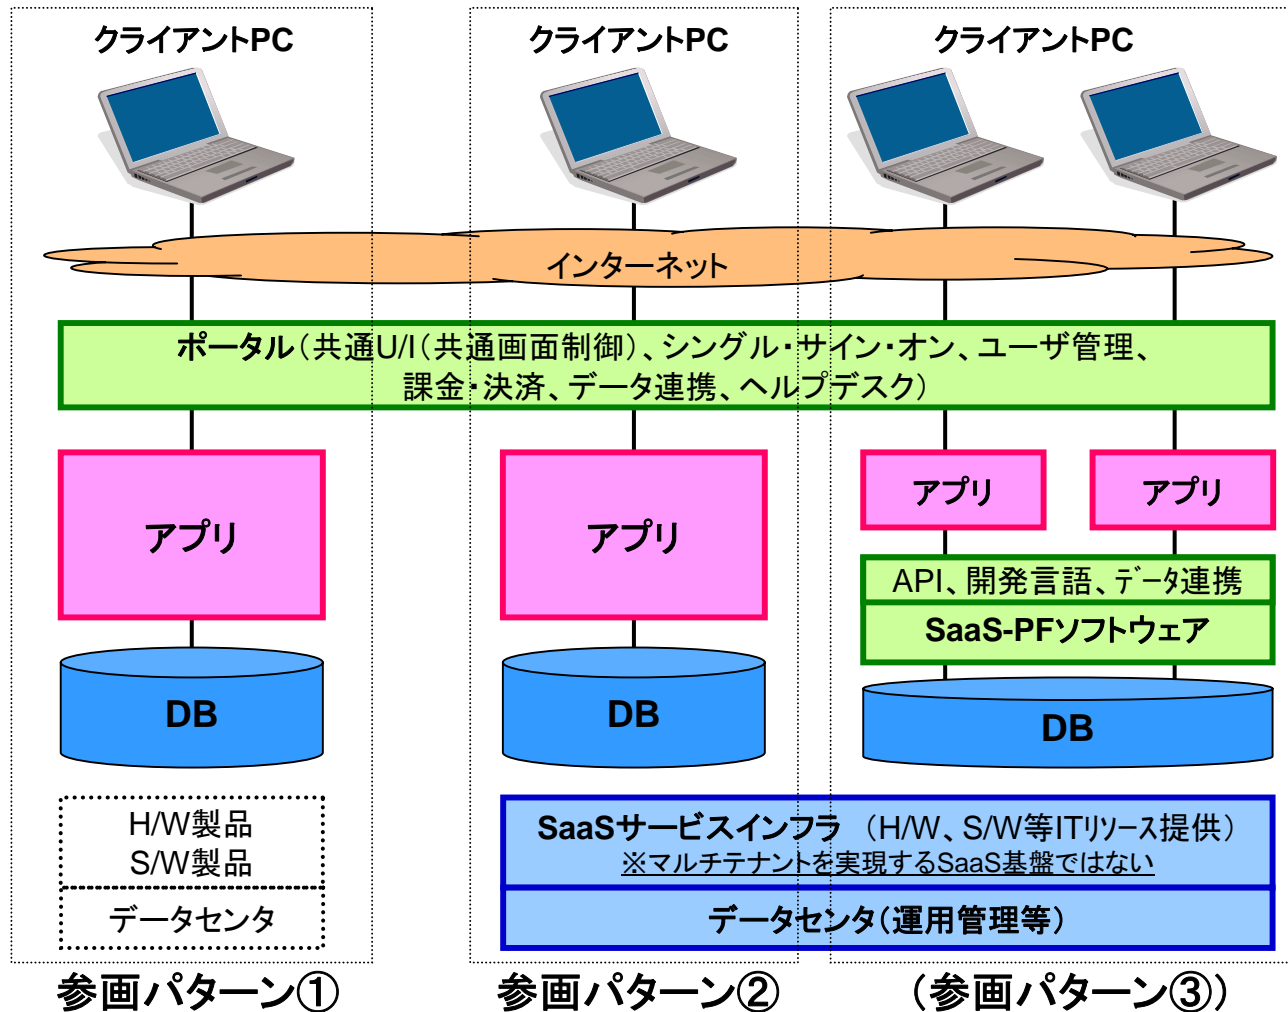 クライアントPC
クライアントPC
クライアントPC
インターネット
ポータル（共通U/I（共通画面制御）、シングル・サイン・オン、ユーザ管理、
課金・決済、データ連携、ヘルプデスク）
アプリ
アプリ
アプリ
アプリ
API、開発言語、ﾃﾞｰﾀ連携
SaaS-PFソフトウェア
DB
DB
DB
H/W製品
S/W製品
データセンタ
SaaSサービスインフラ （H/W、S/W等ITﾘｿｰｽ提供）
※マルチテナントを実現するSaaS基盤ではない
データセンタ（運用管理等）
参画パターン①
参画パターン②
（参画パターン③）